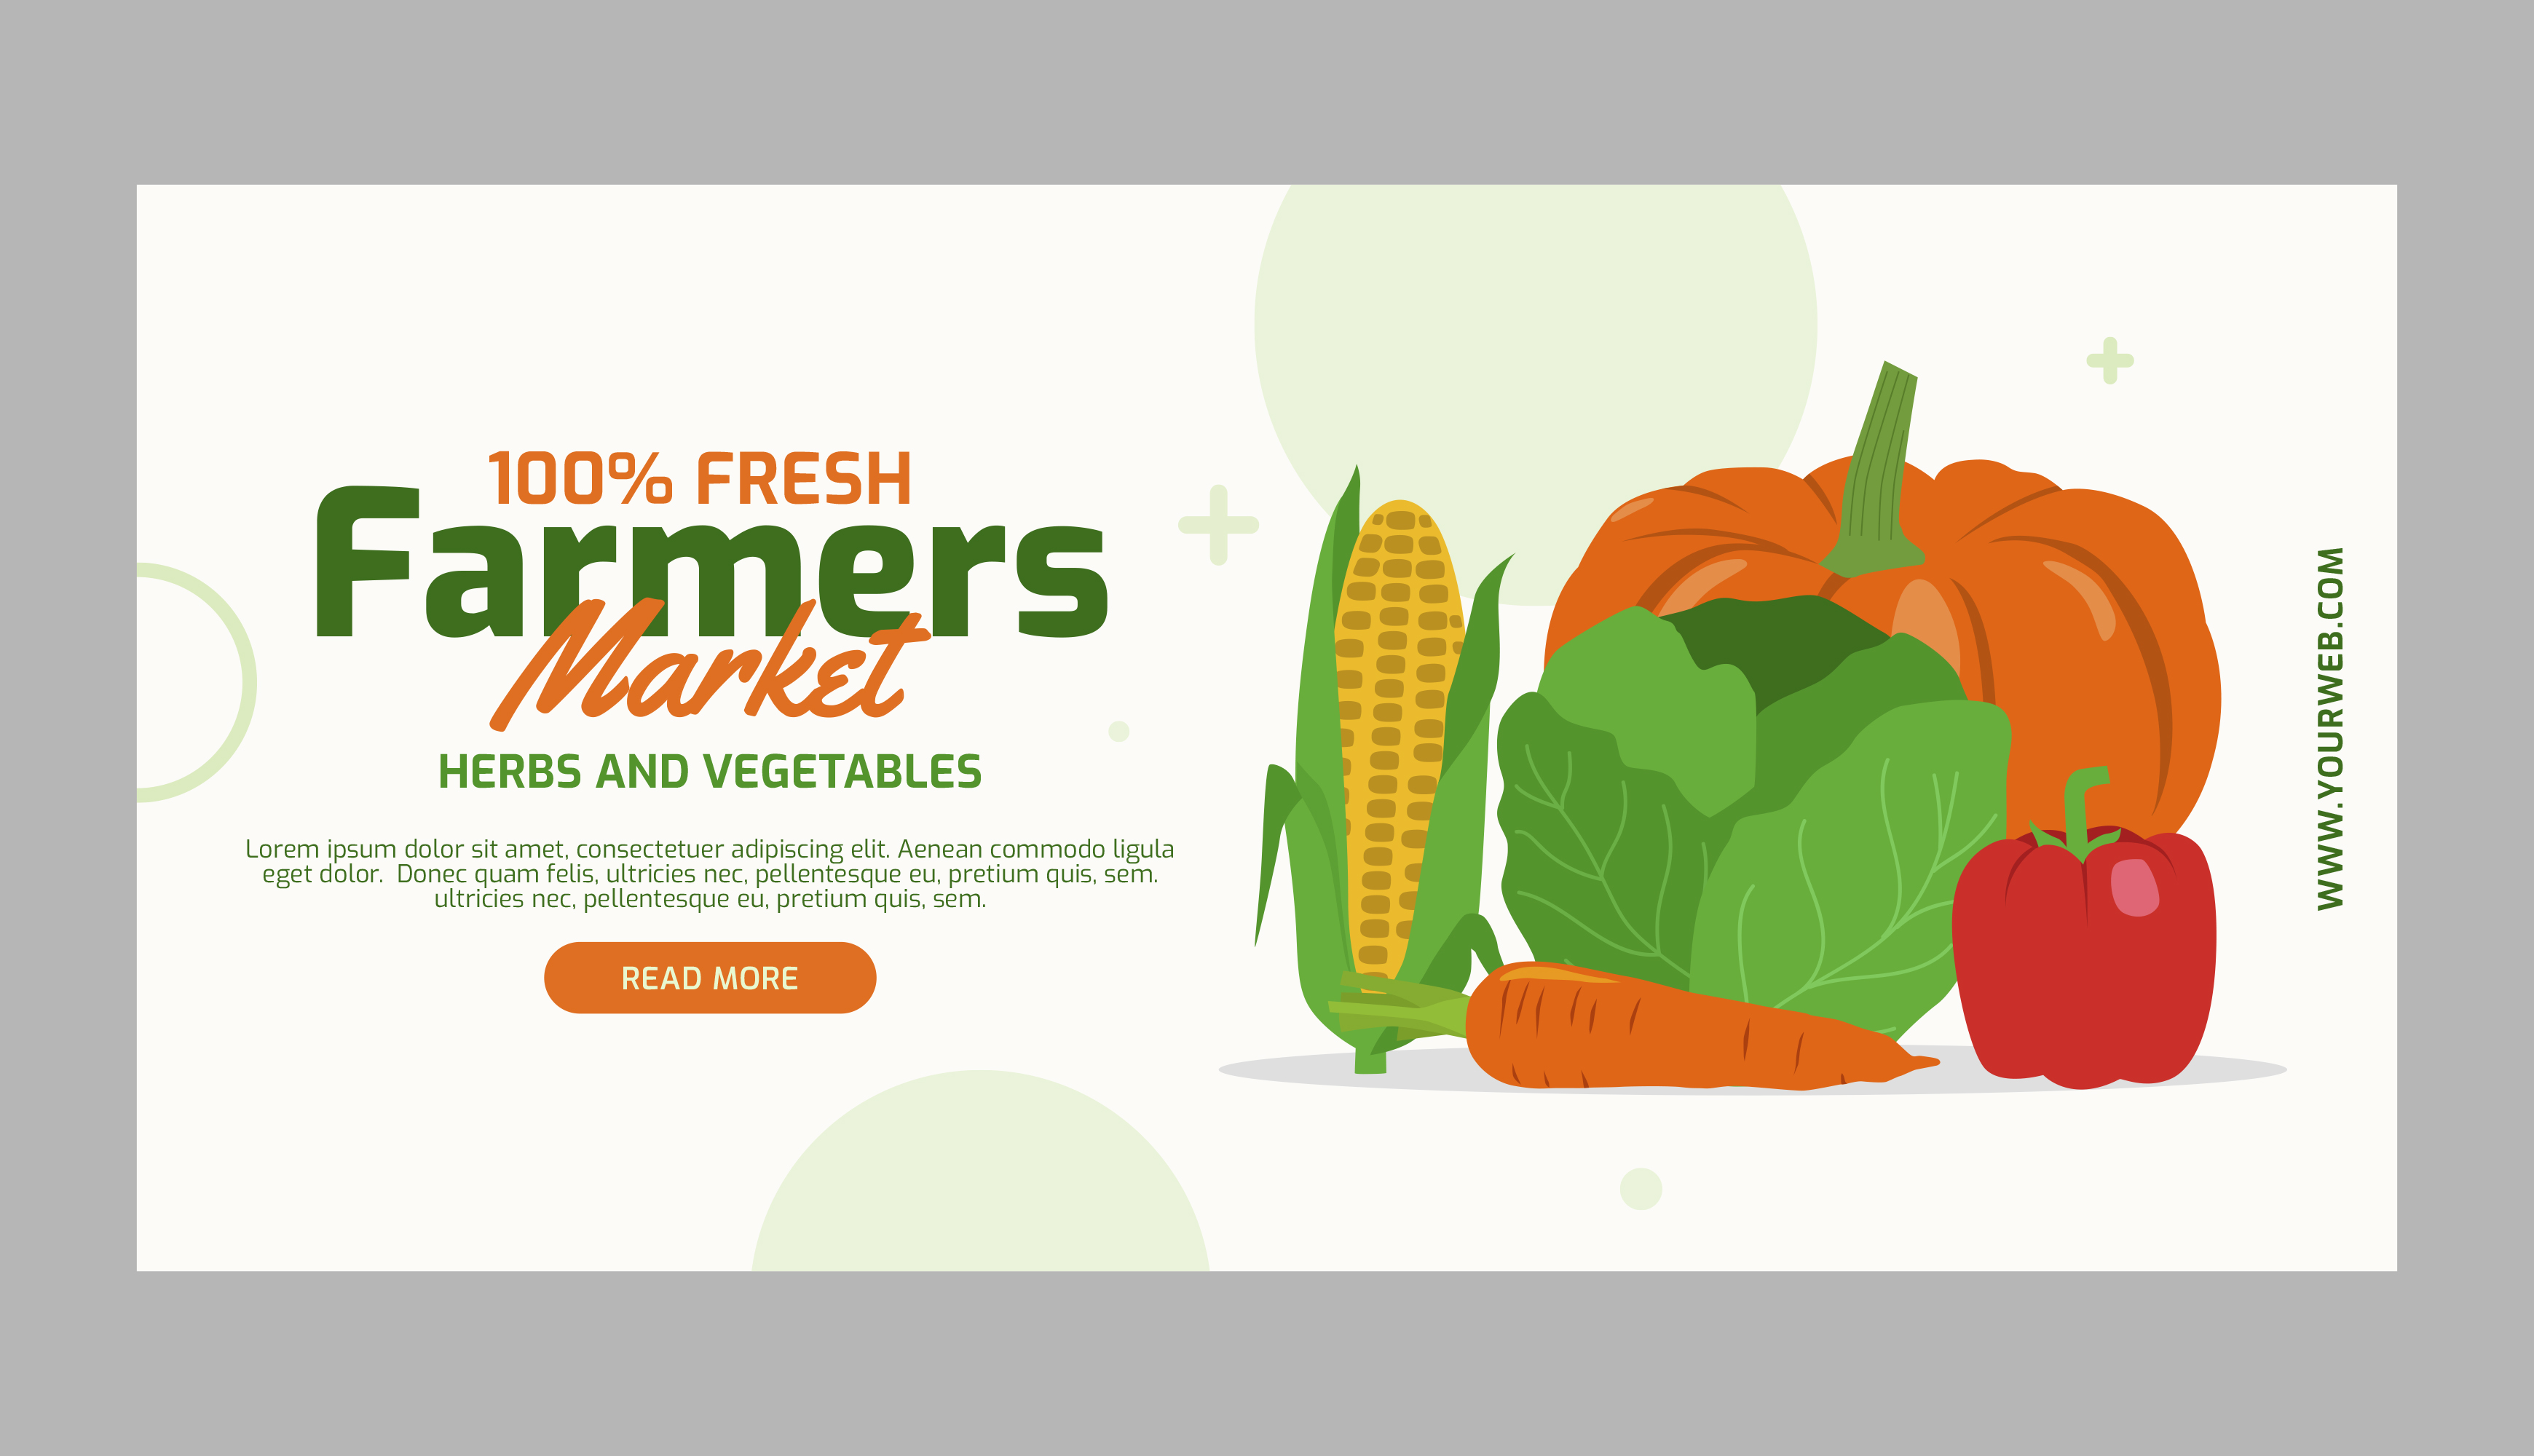 100% FRESH
Farmers
Market
HERBS AND VEGETABLES
Lorem ipsum dolor sit amet, consectetuer adipiscing elit. Aenean commodo ligula
eget dolor.  Donec quam felis, ultricies nec, pellentesque eu, pretium quis, sem.
ultricies nec, pellentesque eu, pretium quis, sem.
READ MORE
WWW.YOURWEB.COM